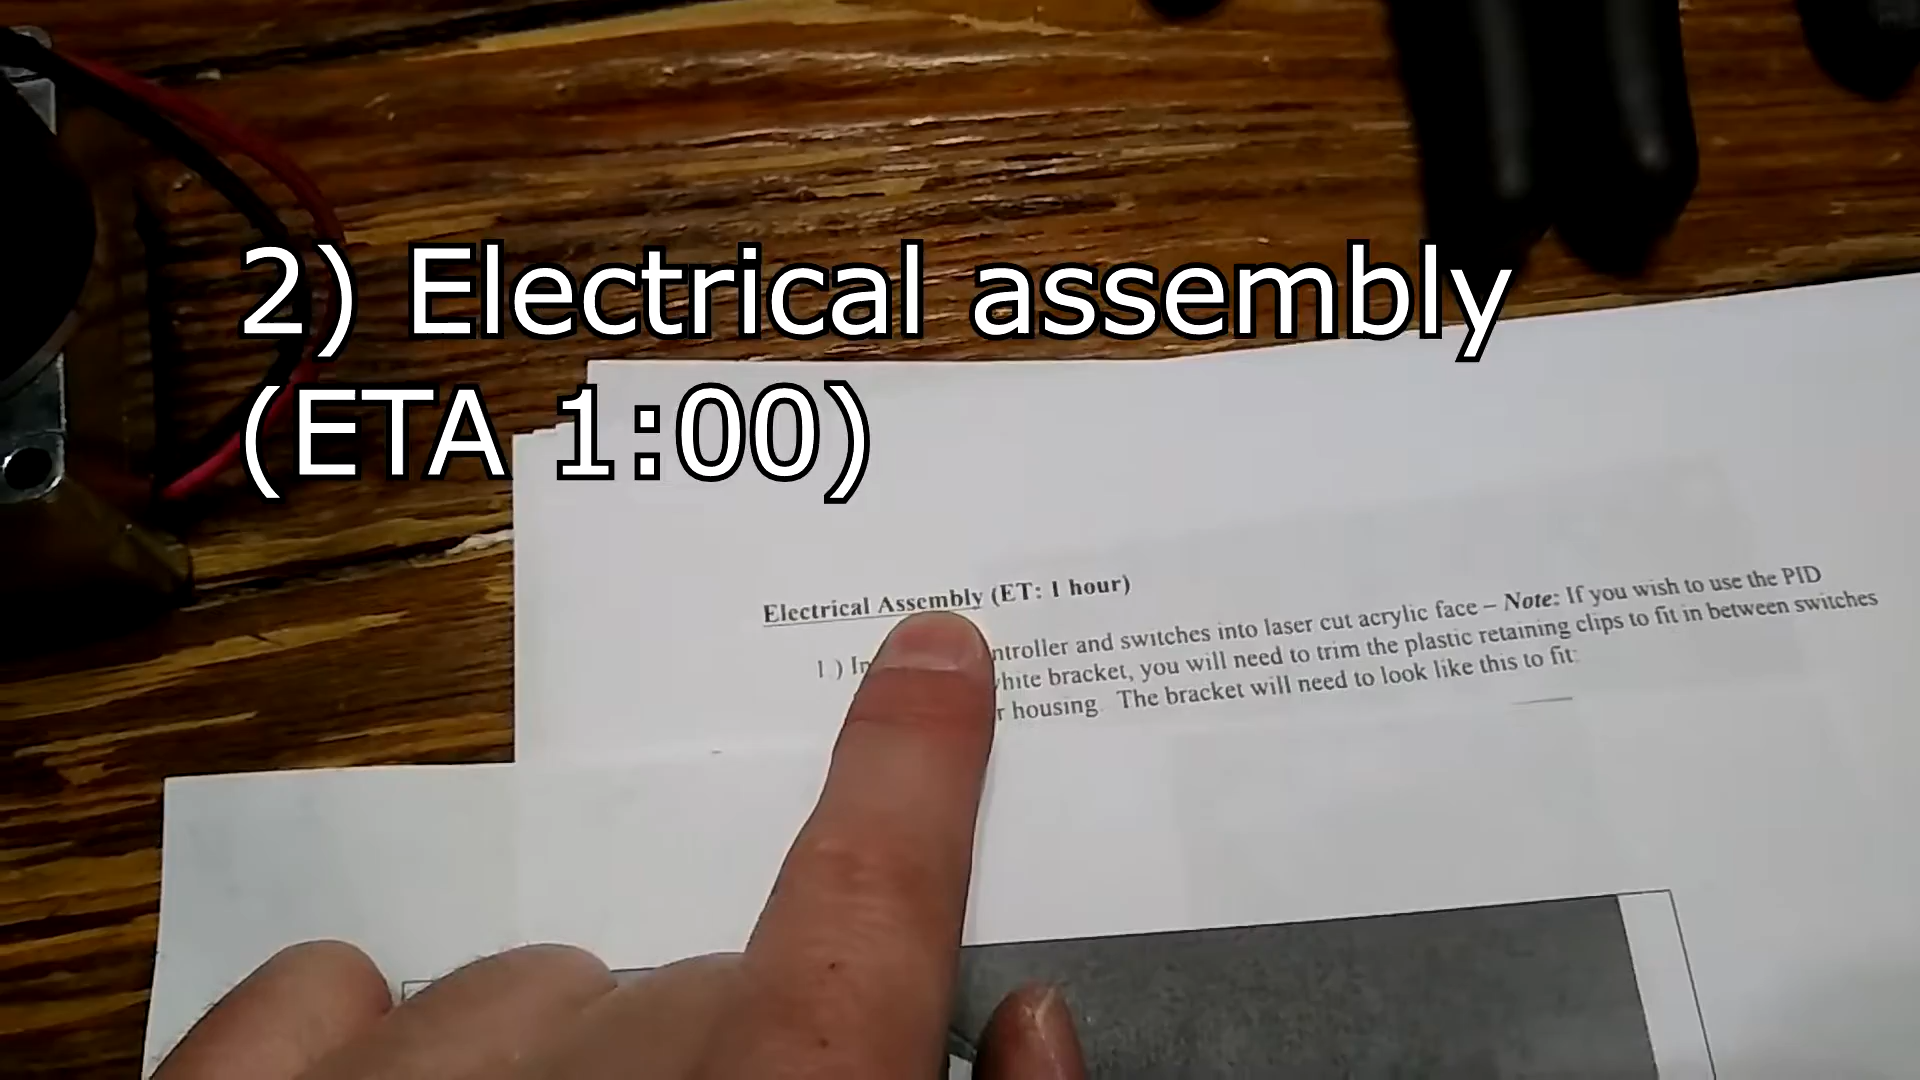 2) Electrical assembly
(ETA 1:00)
Electrical Assembly (ET: 1 hour)
1.) ntroller and switches into laser cut acrylic face – Note: If you wish to use the PID
white bracket, you will need to trim the plastic retaining clips to fit in between switches
housing. The bracket will need to look like this to fit: